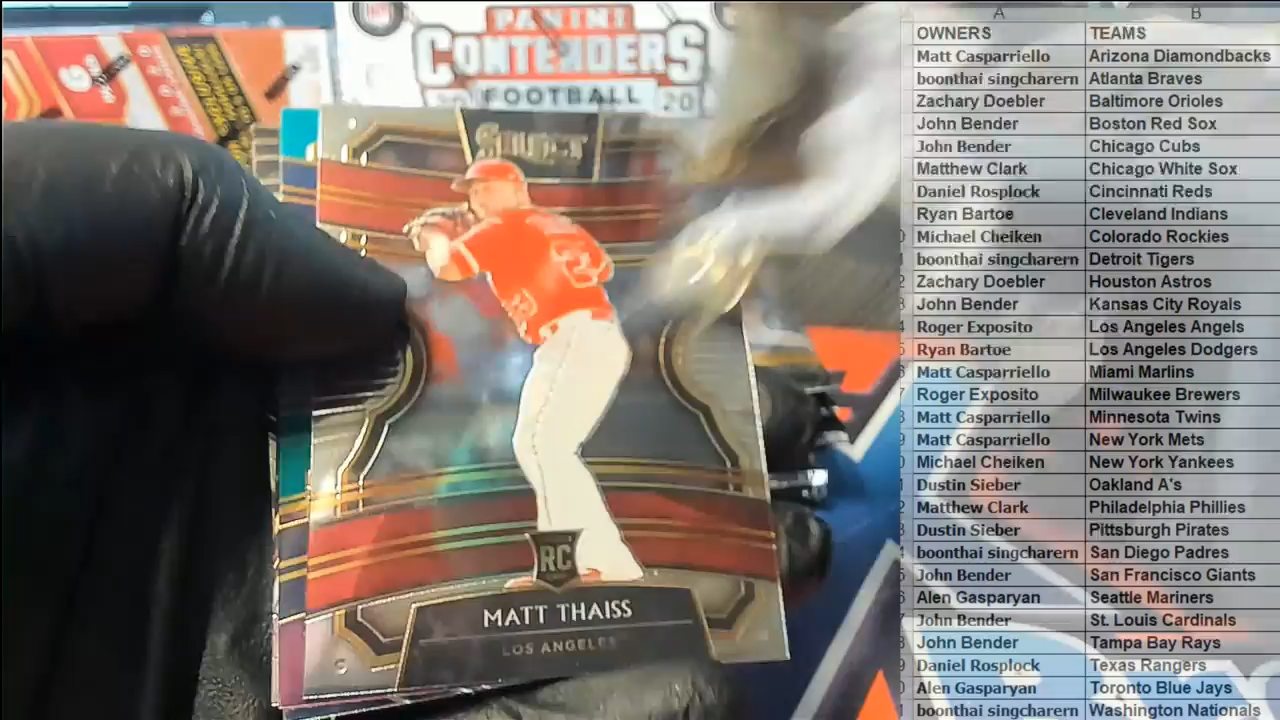 PANINI
CONTENDERS
FOOTBALL
20
SELECT
RC
MATT THAISS
LOS ANGELES
A B
OWNERS TEAMS
Matt Casparriello Arizona Diamondbacks
boonthai singcharern Atlanta Braves
Zachary Doebler Baltimore Orioles
John Bender Boston Red Sox
John Bender Chicago Cubs
Matthew Clark Chicago White Sox
Daniel Rosplock Cincinnati Reds
Ryan Bartoe Cleveland Indians
Michael Cheiken Colorado Rockies
boonthai singcharern Detroit Tigers
Zachary Doebler Houston Astros
John Bender Kansas City Royals
Roger Exposito Los Angeles Angels
Ryan Bartoe Los Angeles Dodgers
Matt Casparriello Miami Marlins
Roger Exposito Milwaukee Brewers
Matt Casparriello Minnesota Twins
Matt Casparriello New York Mets
Michael Cheiken New York Yankees
Dustin Sieber Oakland A's
Matthew Clark Philadelphia Phillies
Dustin Sieber Pittsburgh Pirates
boonthai singcharern San Diego Padres
John Bender San Francisco Giants
Alen Gasparyan Seattle Mariners
John Bender St. Louis Cardinals
John Bender Tampa Bay Rays
Daniel Rosplock Texas Rangers
Alen Gasparyan Toronto Blue Jays
boonthai singcharern Washington Nationals